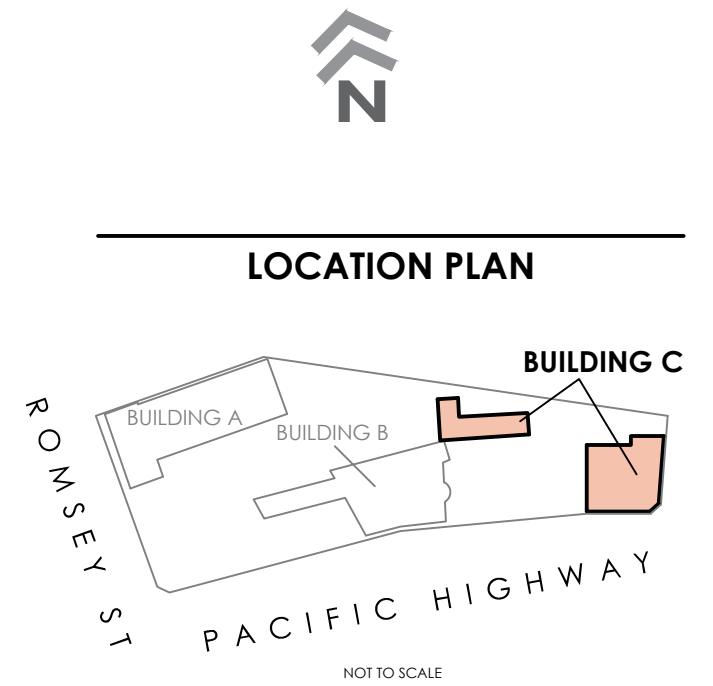 N
LOCATION PLAN
BUILDING C
BUILDING A
BUILDING B
ROMSEY ST
PACIFIC HIGHWAY
NOT TO SCALE